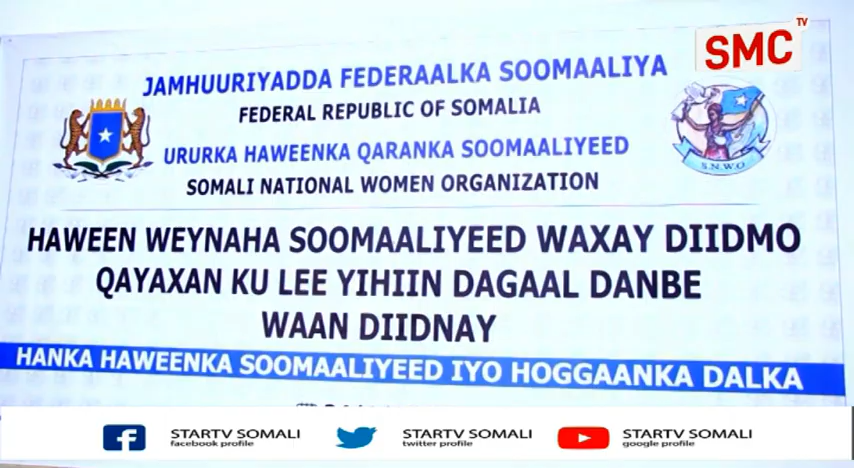 SMC TV
JAMHUURIYADDA FEDERAALKA SOOMAALIYA
FEDERAL REPUBLIC OF SOMALIA
URURKA HAWEENKA QARANKA SOOMAALIYEED
SOMALI NATIONAL WOMEN ORGANIZATION
S.N.W.O
HAWEEN WEYNAHA SOOMAALIYEED WAXAY DIIDMO
QAYAXAN KU LEE YIHIIN DAGAAL DANBE
WAAN DIIDNAY
HANKA HAWEENKA SOOMAALIYEED IYO HOGGAANKA DALKA
STARTV SOMALI
facebook profile
STARTV SOMALI
twitter profile
STARTV SOMALI
google profile